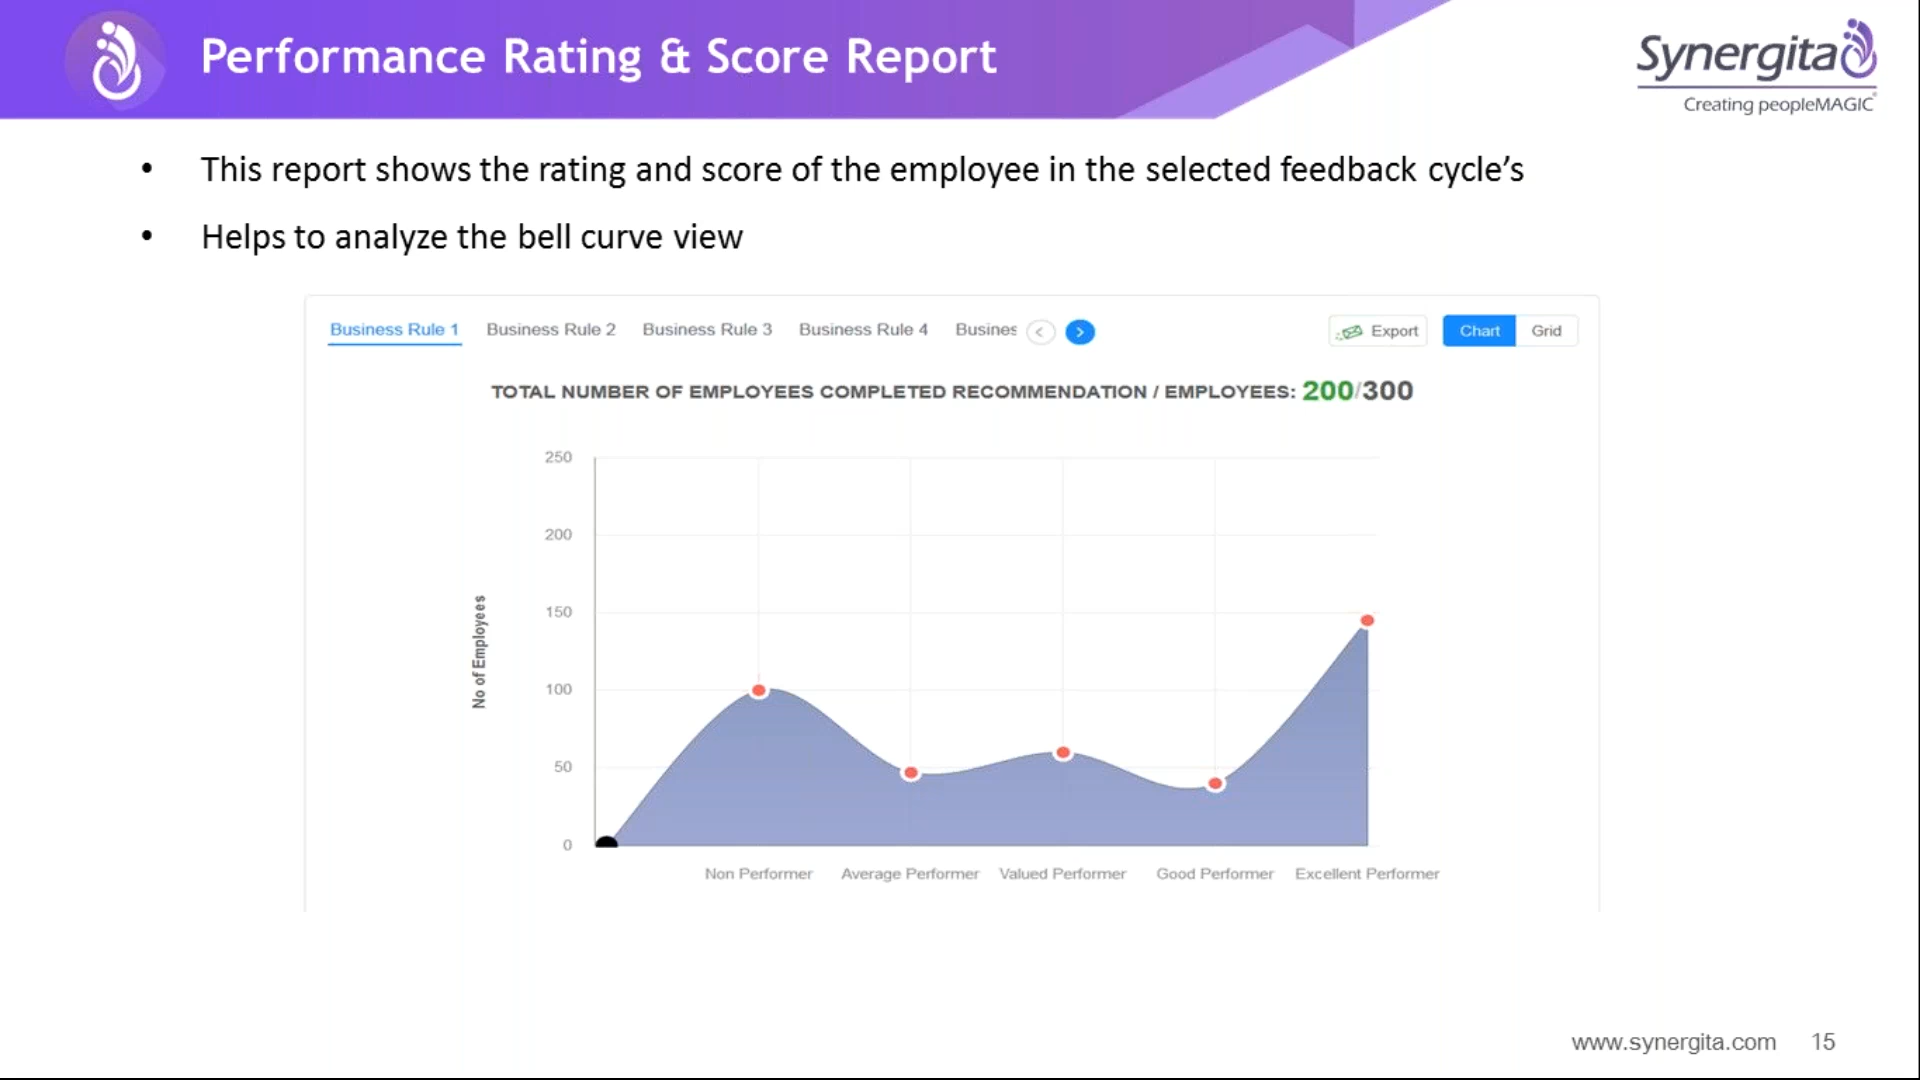 Performance Rating & Score Report
Synergita
Creating peopleMAGIC
• This report shows the rating and score of the employee in the selected feedback cycle’s
• Helps to analyze the bell curve view
Business Rule 1 Business Rule 2 Business Rule 3 Business Rule 4 Busines < > Export Chart Grid
TOTAL NUMBER OF EMPLOYEES COMPLETED RECOMMENDATION / EMPLOYEES: 200/300
No of Employees
250
200
150
100
50
0
Non Performer Average Performer Valued Performer Good Performer Excellent Performer
www.synergita.com 15